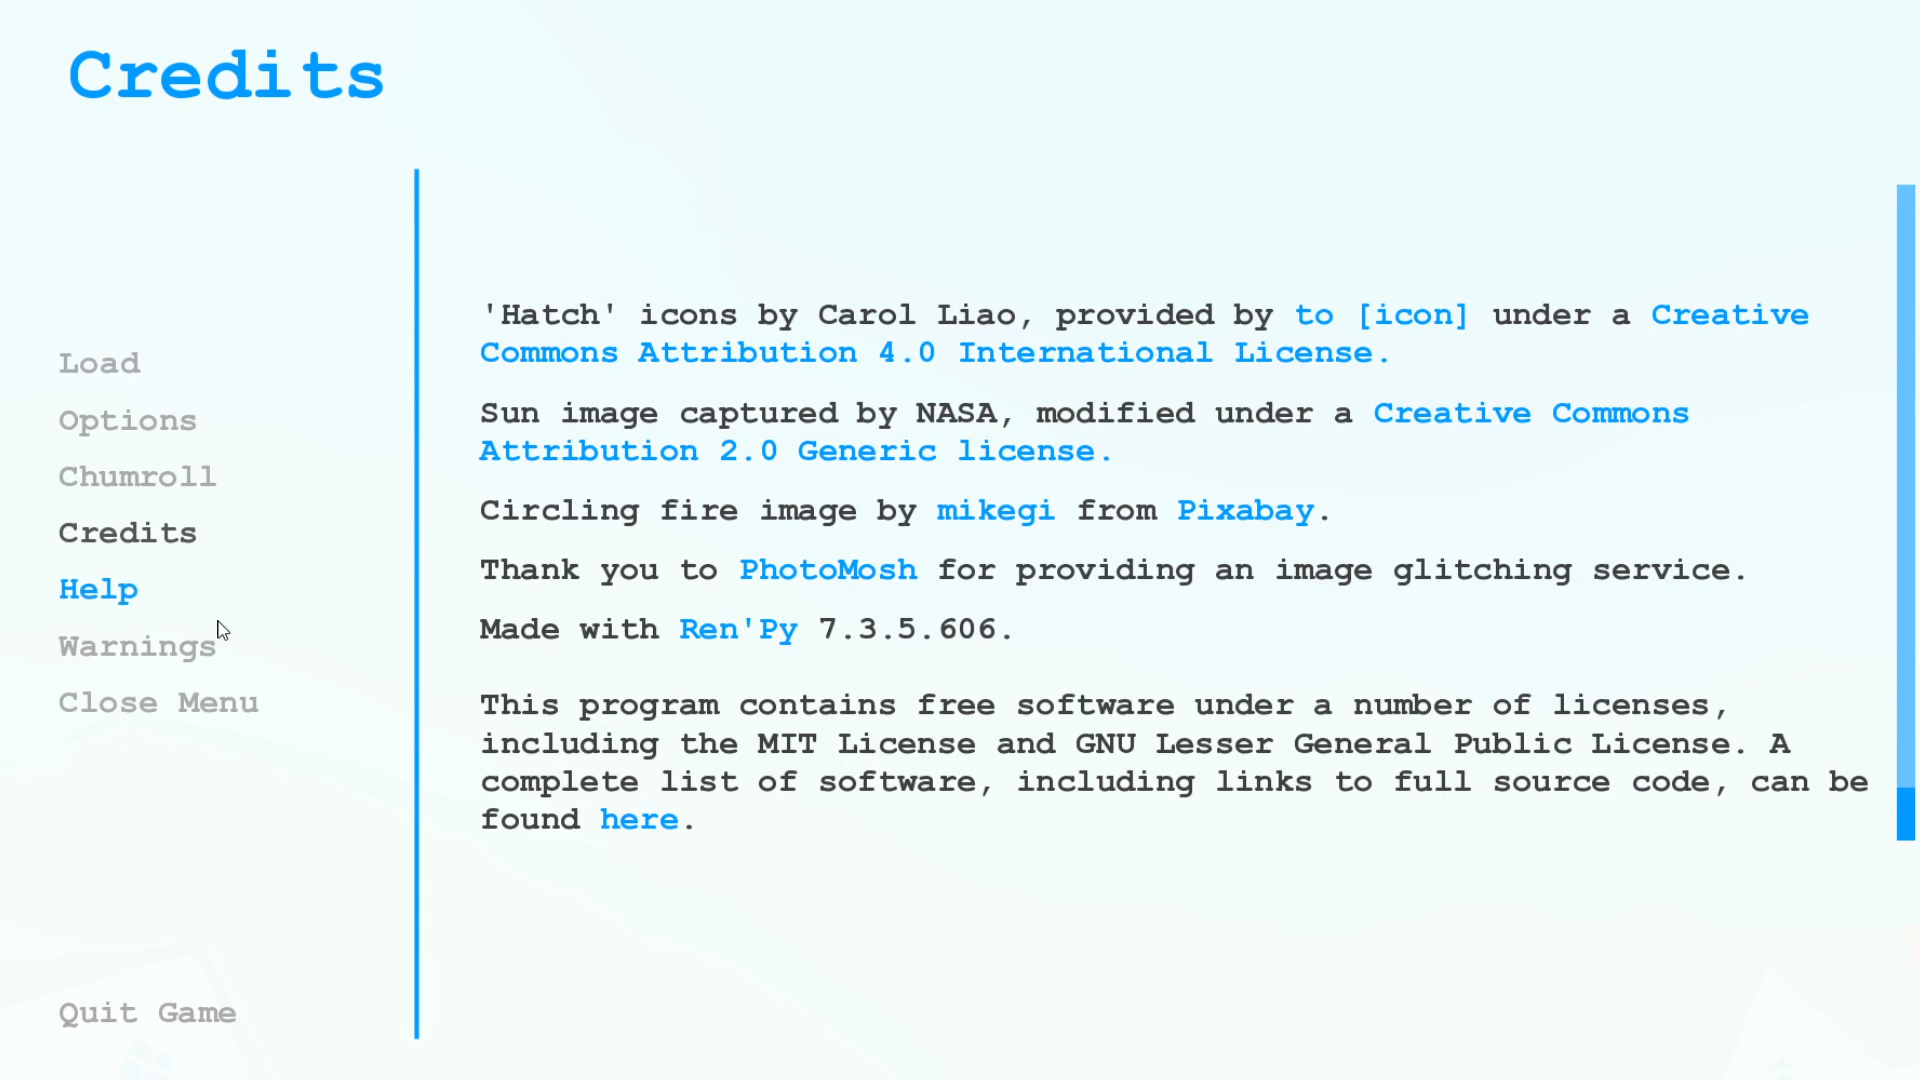 Credits
Load
Options
Chumroll
Credits
Help
Warnings
Close Menu
Quit Game
'Hatch' icons by Carol Liao, provided by to [icon] under a Creative
Commons Attribution 4.0 International License.
Sun image captured by NASA, modified under a Creative Commons
Attribution 2.0 Generic license.
Circling fire image by mikegi from Pixabay.
Thank you to PhotoMosh for providing an image glitching service.
Made with Ren'Py 7.3.5.606.
This program contains free software under a number of licenses,
including the MIT License and GNU Lesser General Public License. A
complete list of software, including links to full source code, can be
found here.